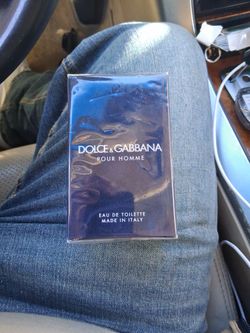 DOLCE & GABBANA
POUR HOMME
EAU DE TOILETTE
MADE IN ITALY